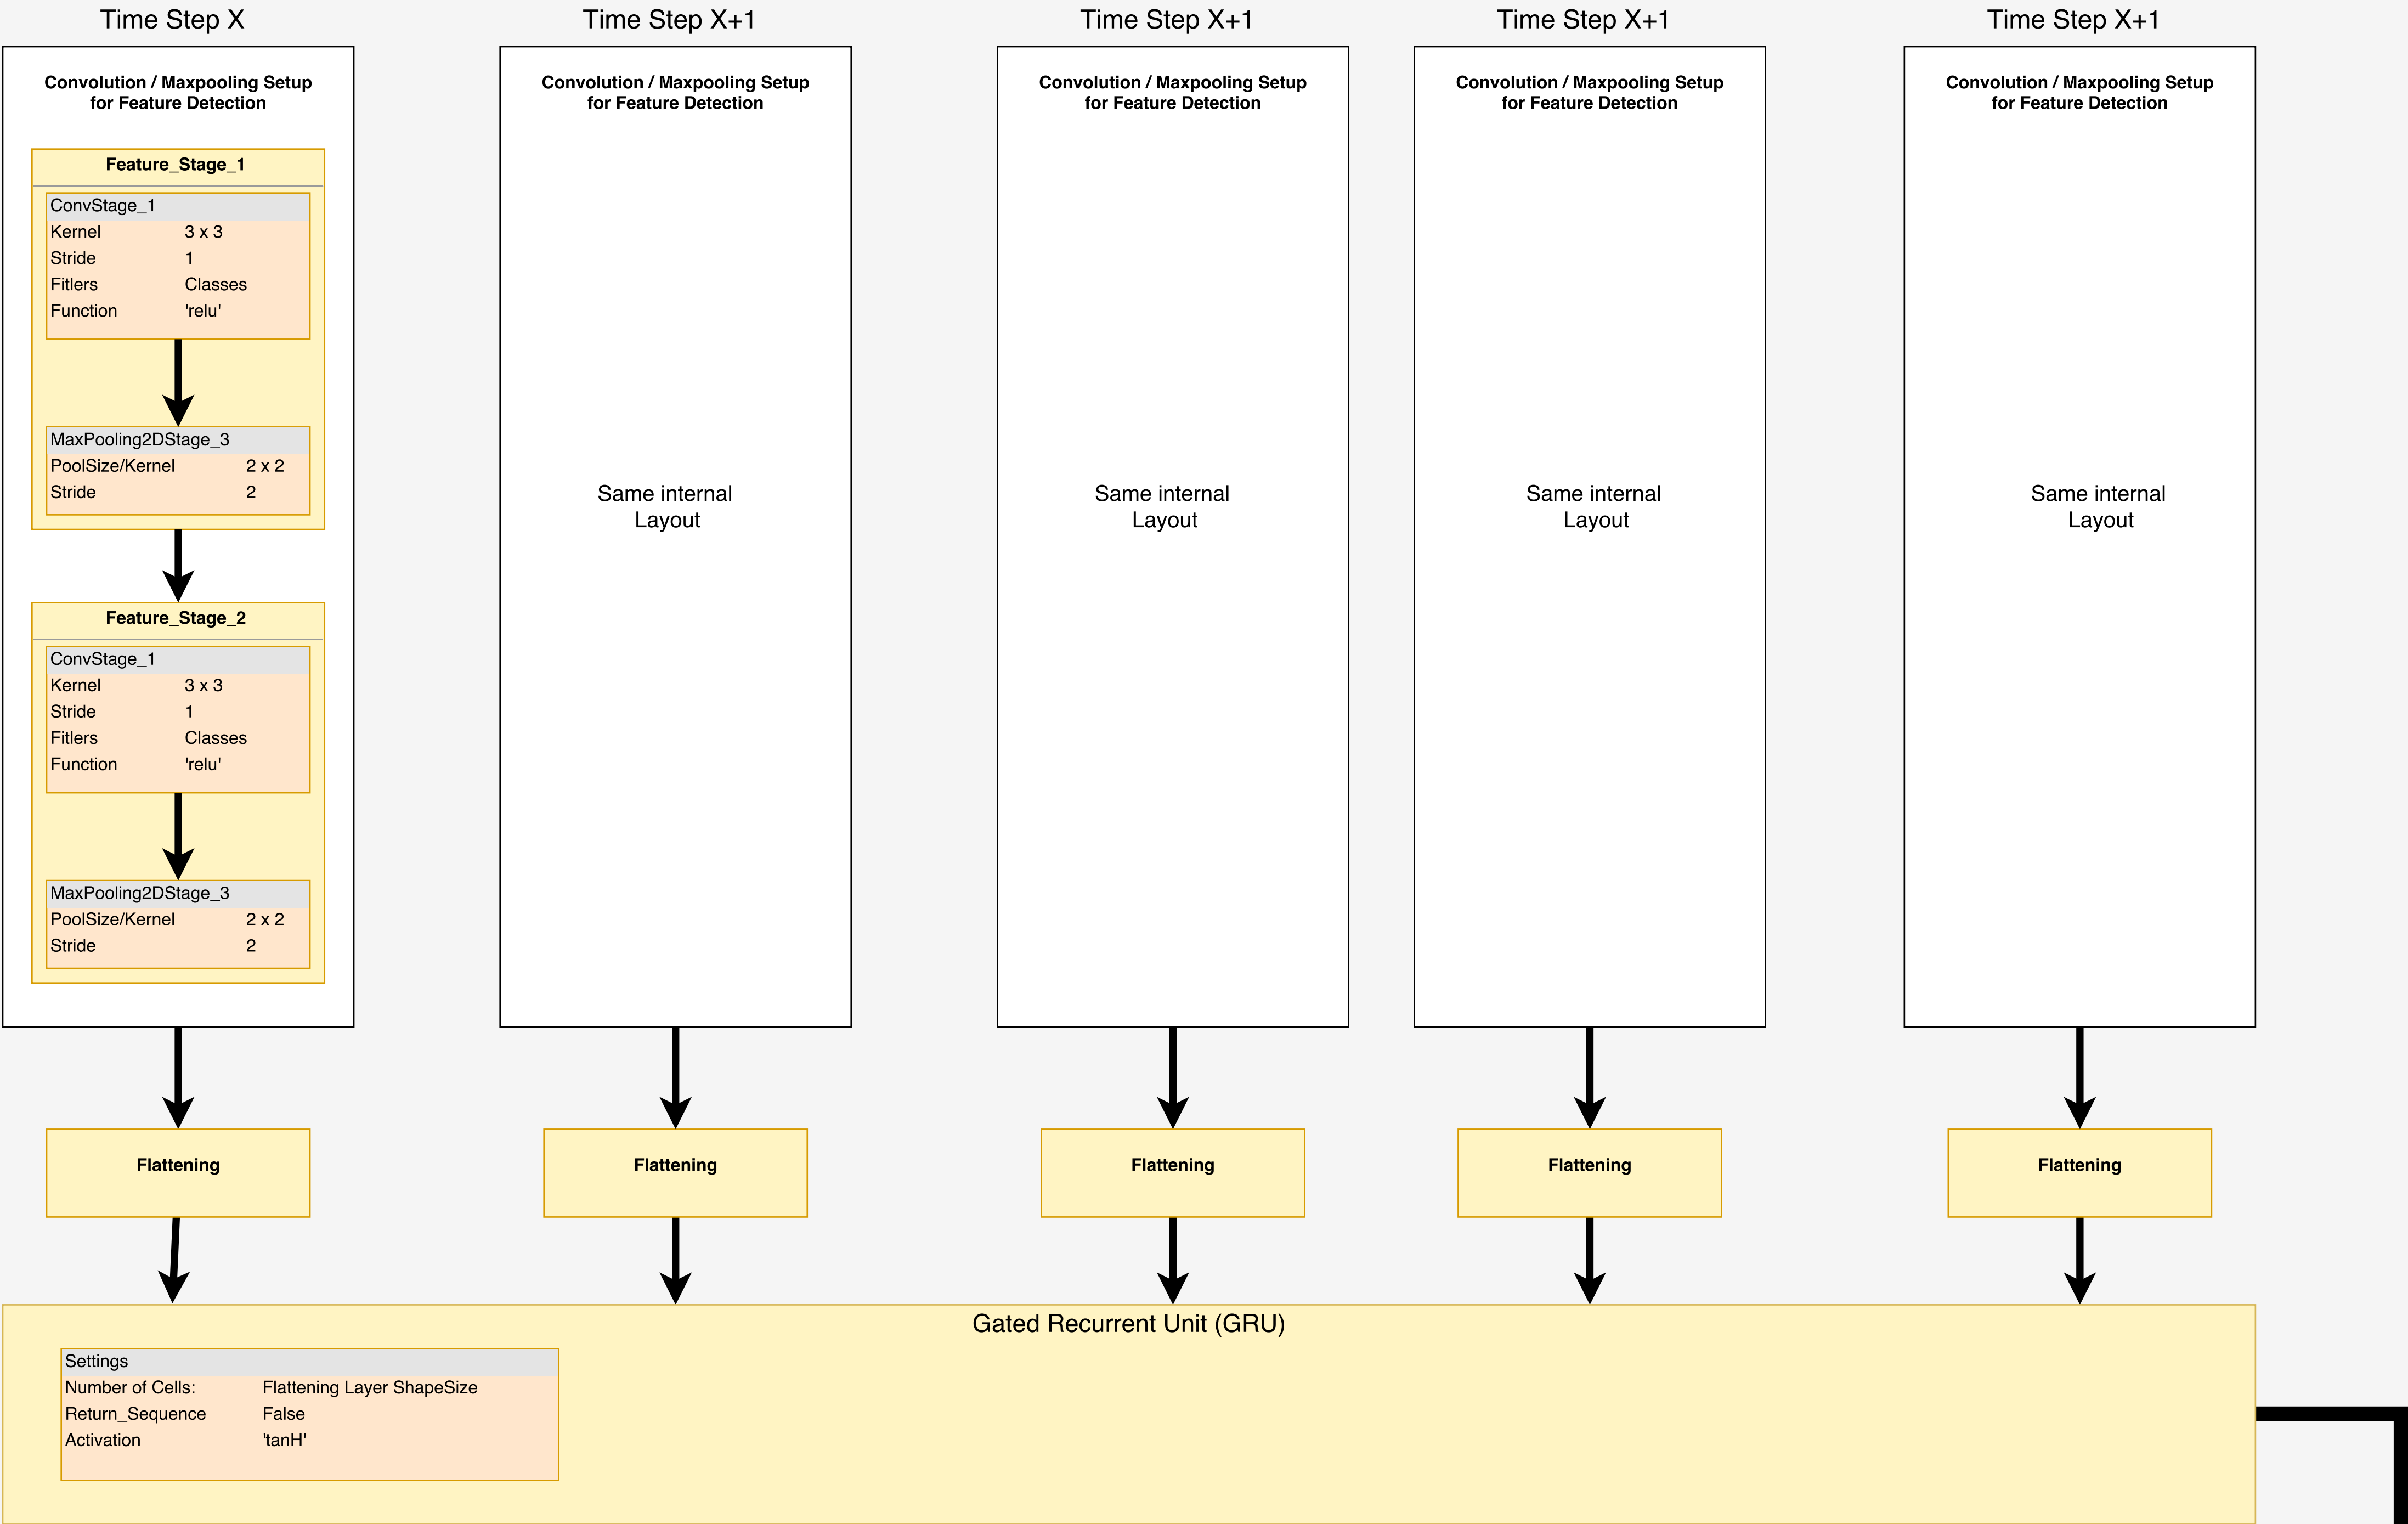 Time Step X
Time Step X+1
Time Step X+1
Time Step X+1
Time Step X+1
Convolution / Maxpooling Setup
for Feature Detection
Feature_Stage_1
ConvStage_1
Kernel 3 x 3
Stride 1
Fitlers Classes
Function 'relu'
MaxPooling2DStage_3
PoolSize/Kernel 2 x 2
Stride 2
Feature_Stage_2
ConvStage_1
Kernel 3 x 3
Stride 1
Fitlers Classes
Function 'relu'
MaxPooling2DStage_3
PoolSize/Kernel 2 x 2
Stride 2
Convolution / Maxpooling Setup
for Feature Detection
Same internal
Layout
Convolution / Maxpooling Setup
for Feature Detection
Same internal
Layout
Convolution / Maxpooling Setup
for Feature Detection
Same internal
Layout
Convolution / Maxpooling Setup
for Feature Detection
Same internal
Layout
Flattening
Flattening
Flattening
Flattening
Flattening
Gated Recurrent Unit (GRU)
Settings
Number of Cells: Flattening Layer ShapeSize
Return_Sequence False
Activation 'tanH'